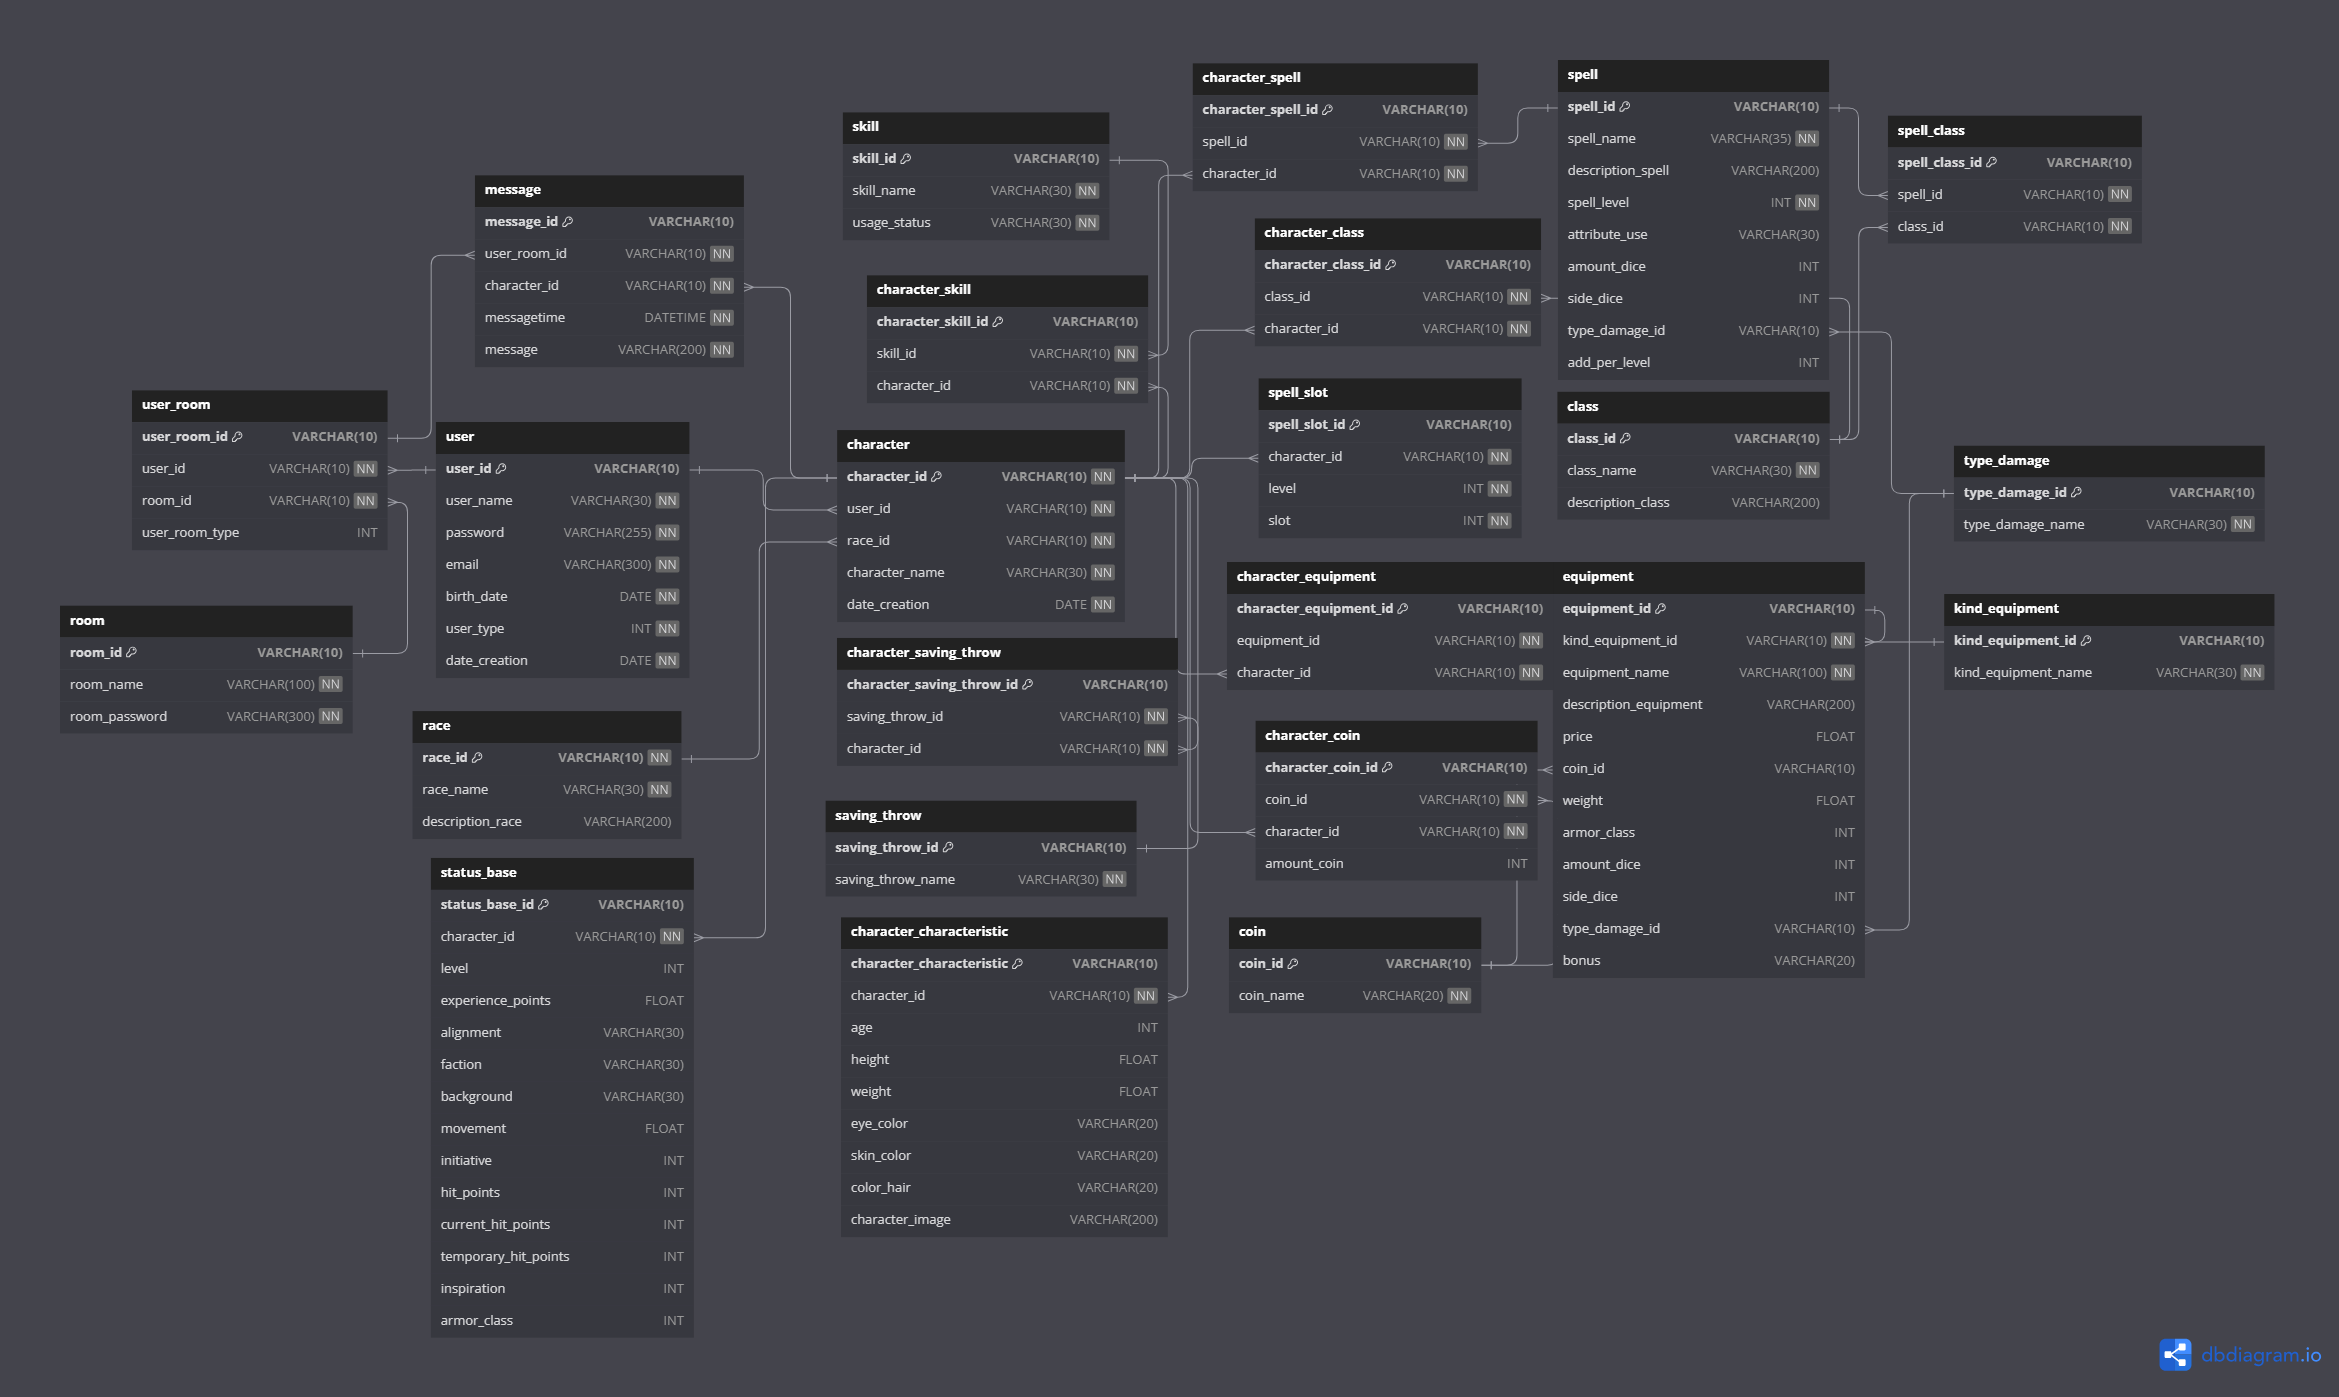 message
message_id VARCHAR(10)
user_room_id VARCHAR(10) NN
character_id VARCHAR(10) NN
messagetime DATETIME NN
message VARCHAR(200) NN
user_room
user_room_id VARCHAR(10)
user_id VARCHAR(10) NN
room_id VARCHAR(10) NN
user_room_type INT
user
user_id VARCHAR(10)
user_name VARCHAR(30) NN
password VARCHAR(255) NN
email VARCHAR(300) NN
birth_date DATE NN
user_type INT NN
date_creation DATE NN
room
room_id VARCHAR(10)
room_name VARCHAR(100) NN
room_password VARCHAR(300) NN
race
race_id VARCHAR(10) NN
race_name VARCHAR(30) NN
description_race VARCHAR(200)
status_base
status_base_id VARCHAR(10)
character_id VARCHAR(10) NN
level INT
experience_points FLOAT
alignment VARCHAR(30)
faction VARCHAR(30)
background VARCHAR(30)
movement FLOAT
initiative INT
hit_points INT
current_hit_points INT
temporary_hit_points INT
inspiration INT
armor_class INT
skill
skill_id VARCHAR(10)
skill_name VARCHAR(30) NN
usage_status VARCHAR(30) NN
character_skill
character_skill_id VARCHAR(10)
skill_id VARCHAR(10) NN
character_id VARCHAR(10) NN
character
character_id VARCHAR(10) NN
user_id VARCHAR(10) NN
race_id VARCHAR(10) NN
character_name VARCHAR(30) NN
date_creation DATE NN
character_saving_throw
character_saving_throw_id VARCHAR(10)
saving_throw_id VARCHAR(10) NN
character_id VARCHAR(10) NN
saving_throw
saving_throw_id VARCHAR(10)
saving_throw_name VARCHAR(30) NN
character_characteristic
character_characteristic VARCHAR(10)
character_id VARCHAR(10) NN
age INT
height FLOAT
weight FLOAT
eye_color VARCHAR(20)
skin_color VARCHAR(20)
color_hair VARCHAR(20)
character_image VARCHAR(200)
character_spell
character_spell_id VARCHAR(10)
spell_id VARCHAR(10) NN
character_id VARCHAR(10) NN
character_class
character_class_id VARCHAR(10)
class_id VARCHAR(10) NN
character_id VARCHAR(10) NN
spell_slot
spell_slot_id VARCHAR(10)
character_id VARCHAR(10) NN
level INT NN
slot INT NN
character_equipment
character_equipment_id VARCHAR(10)
equipment_id VARCHAR(10) NN
character_id VARCHAR(10) NN
character_coin
character_coin_id VARCHAR(10)
coin_id VARCHAR(10) NN
character_id VARCHAR(10) NN
amount_coin INT
coin
coin_id VARCHAR(10)
coin_name VARCHAR(20) NN
spell
spell_id VARCHAR(10)
spell_name VARCHAR(35) NN
description_spell VARCHAR(200)
spell_level INT NN
attribute_use VARCHAR(30)
amount_dice INT
side_dice INT
type_damage_id VARCHAR(10)
add_per_level INT
class
class_id VARCHAR(10)
class_name VARCHAR(30) NN
description_class VARCHAR(200)
equipment
equipment_id VARCHAR(10)
kind_equipment_id VARCHAR(10) NN
equipment_name VARCHAR(100) NN
description_equipment VARCHAR(200)
price FLOAT
coin_id VARCHAR(10)
weight FLOAT
armor_class INT
amount_dice INT
side_dice INT
type_damage_id VARCHAR(10)
bonus VARCHAR(20)
spell_class
spell_class_id VARCHAR(10)
spell_id VARCHAR(10) NN
class_id VARCHAR(10) NN
type_damage
type_damage_id VARCHAR(10)
type_damage_name VARCHAR(30) NN
kind_equipment
kind_equipment_id VARCHAR(10)
kind_equipment_name VARCHAR(30) NN
dbdiagram.io